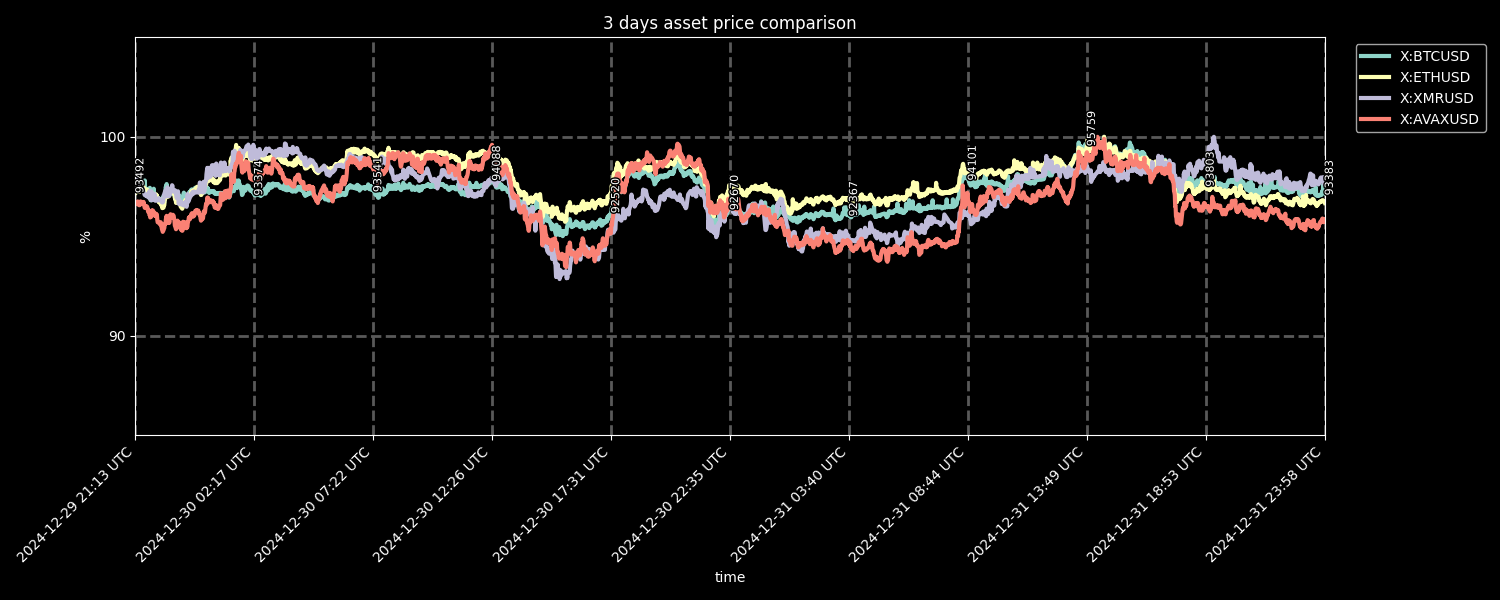 3 days asset price comparison
X:BTCUSD
X:ETHUSD
X:XMRUSD
X:AVAXUSD
100
90
%
93492
93374
93541
94088
92520
92670
92367
94101
95759
93803
93383
2024-12-29 21:13 UTC
2024-12-30 02:17 UTC
2024-12-30 07:22 UTC
2024-12-30 12:26 UTC
2024-12-30 17:31 UTC
2024-12-30 22:35 UTC
2024-12-31 03:40 UTC
2024-12-31 08:44 UTC
2024-12-31 13:49 UTC
2024-12-31 18:53 UTC
2024-12-31 23:58 UTC
time